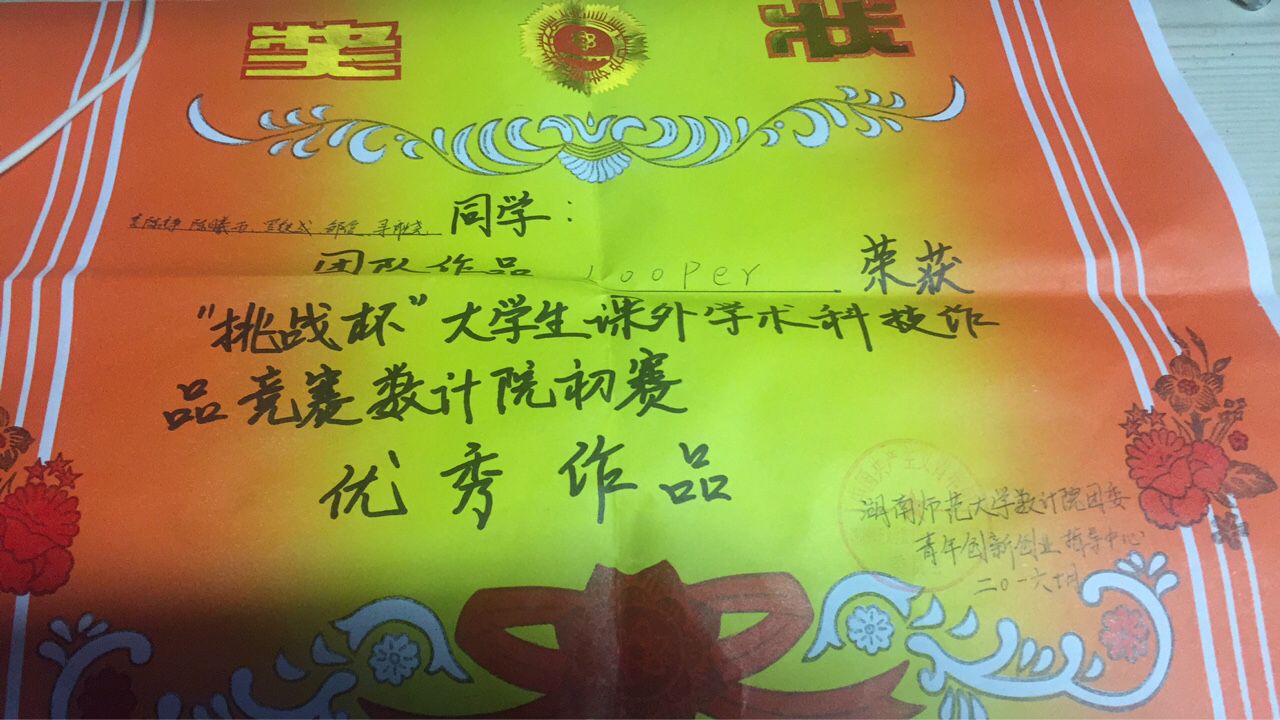 奖 状
同学：
团队作品 Looper 荣获
“挑战杯”大学生课外学术科技作
品竞赛数计院初赛
优秀作品
湖南师范大学数计院团委
青年创新创业指导中心
二〇一六十月